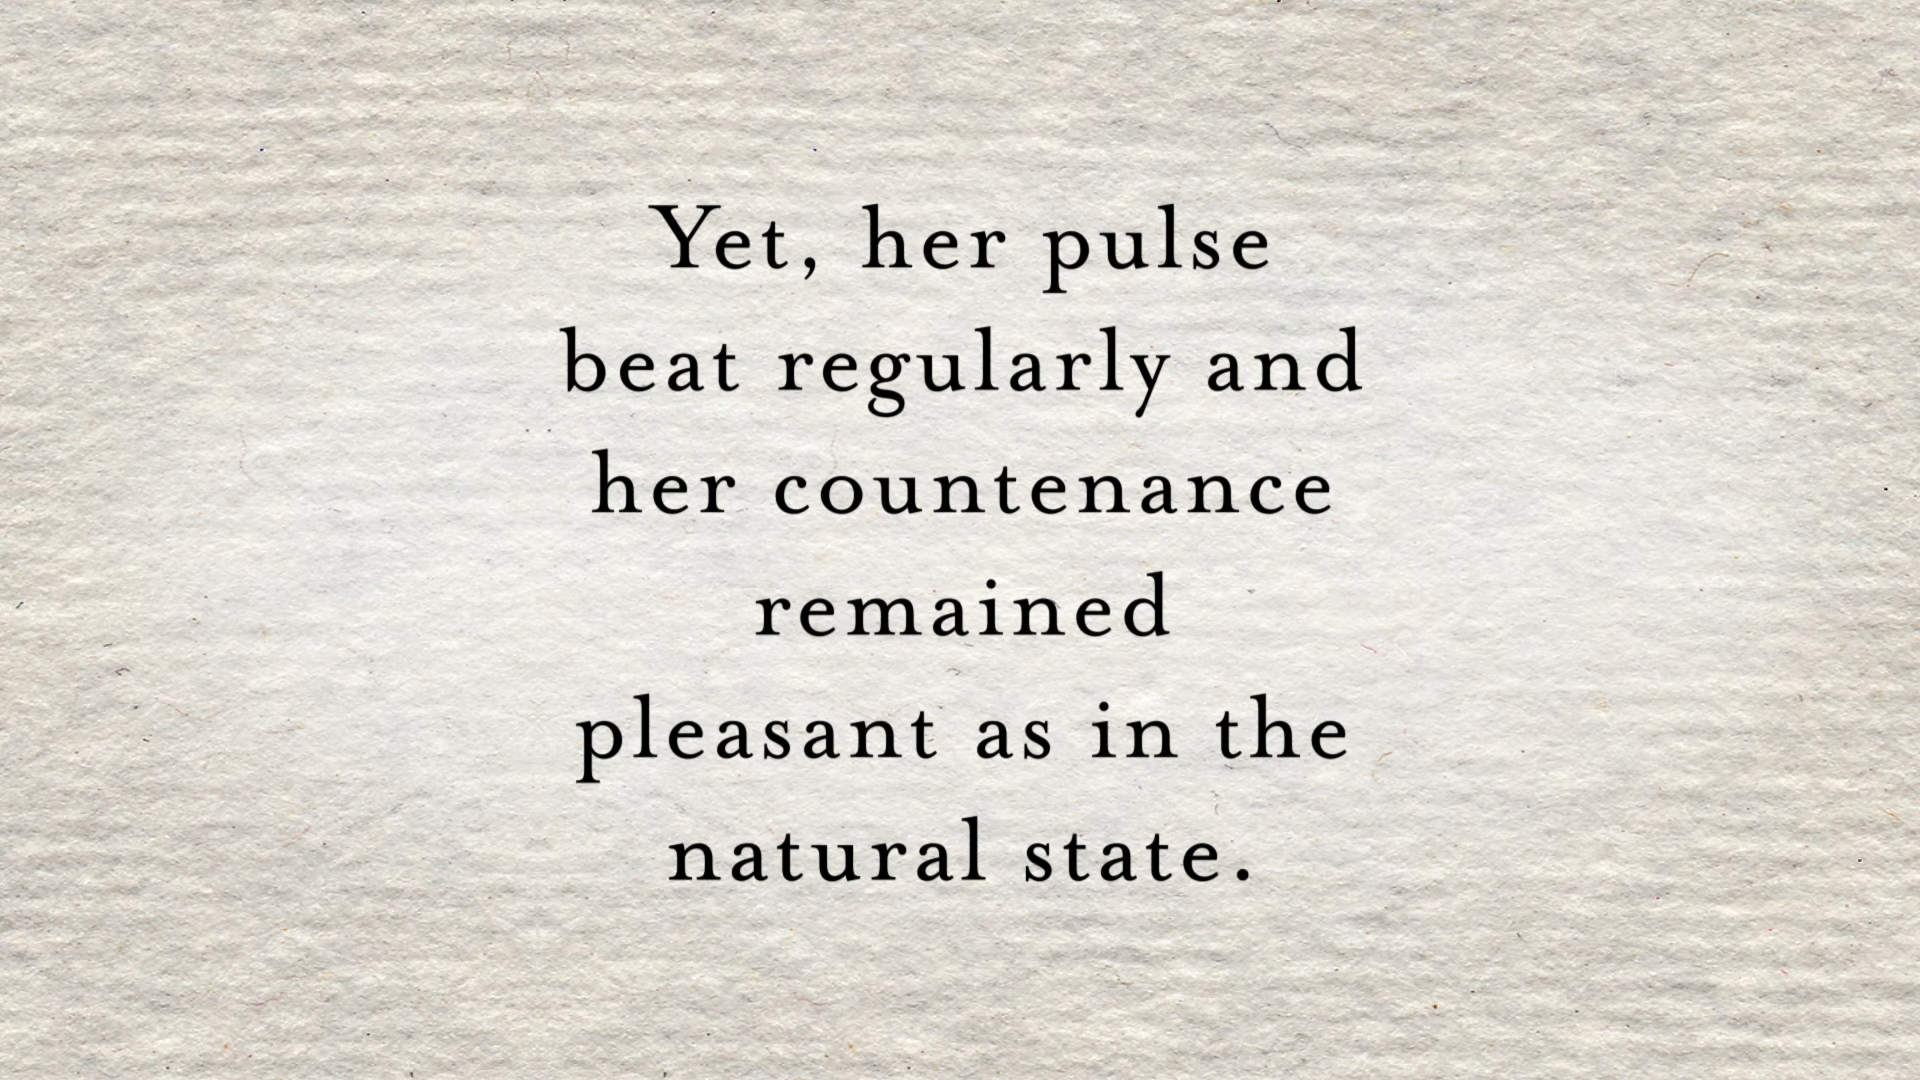 Yet, her pulse
beat regularly and
her countenance
remained
pleasant as in the
natural state.